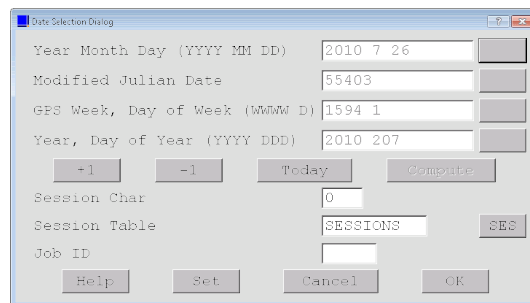 Date Selection Dialog
Year Month Day (YYYY MM DD) 2010 7 26
Modified Julian Date 55403
GPS Week, Day of Week (WWWW D) 1594 1
Year, Day of Year (YYYY DDD) 2010 207
+1 -1 Today Compute
Session Char 0
Session Table SESSIONS SES
Job ID
Help Set Cancel OK